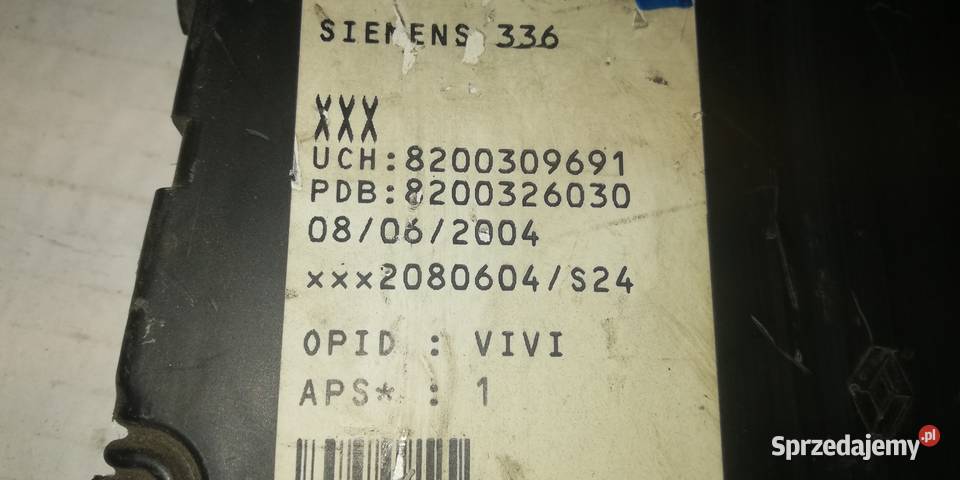 SIEMENS 336
XXX
UCH:8200309691
PDB:8200326030
08/06/2004
xxx2080604/S24
OPID : VIVI
APS* : 1
Sprzedajemy.pl